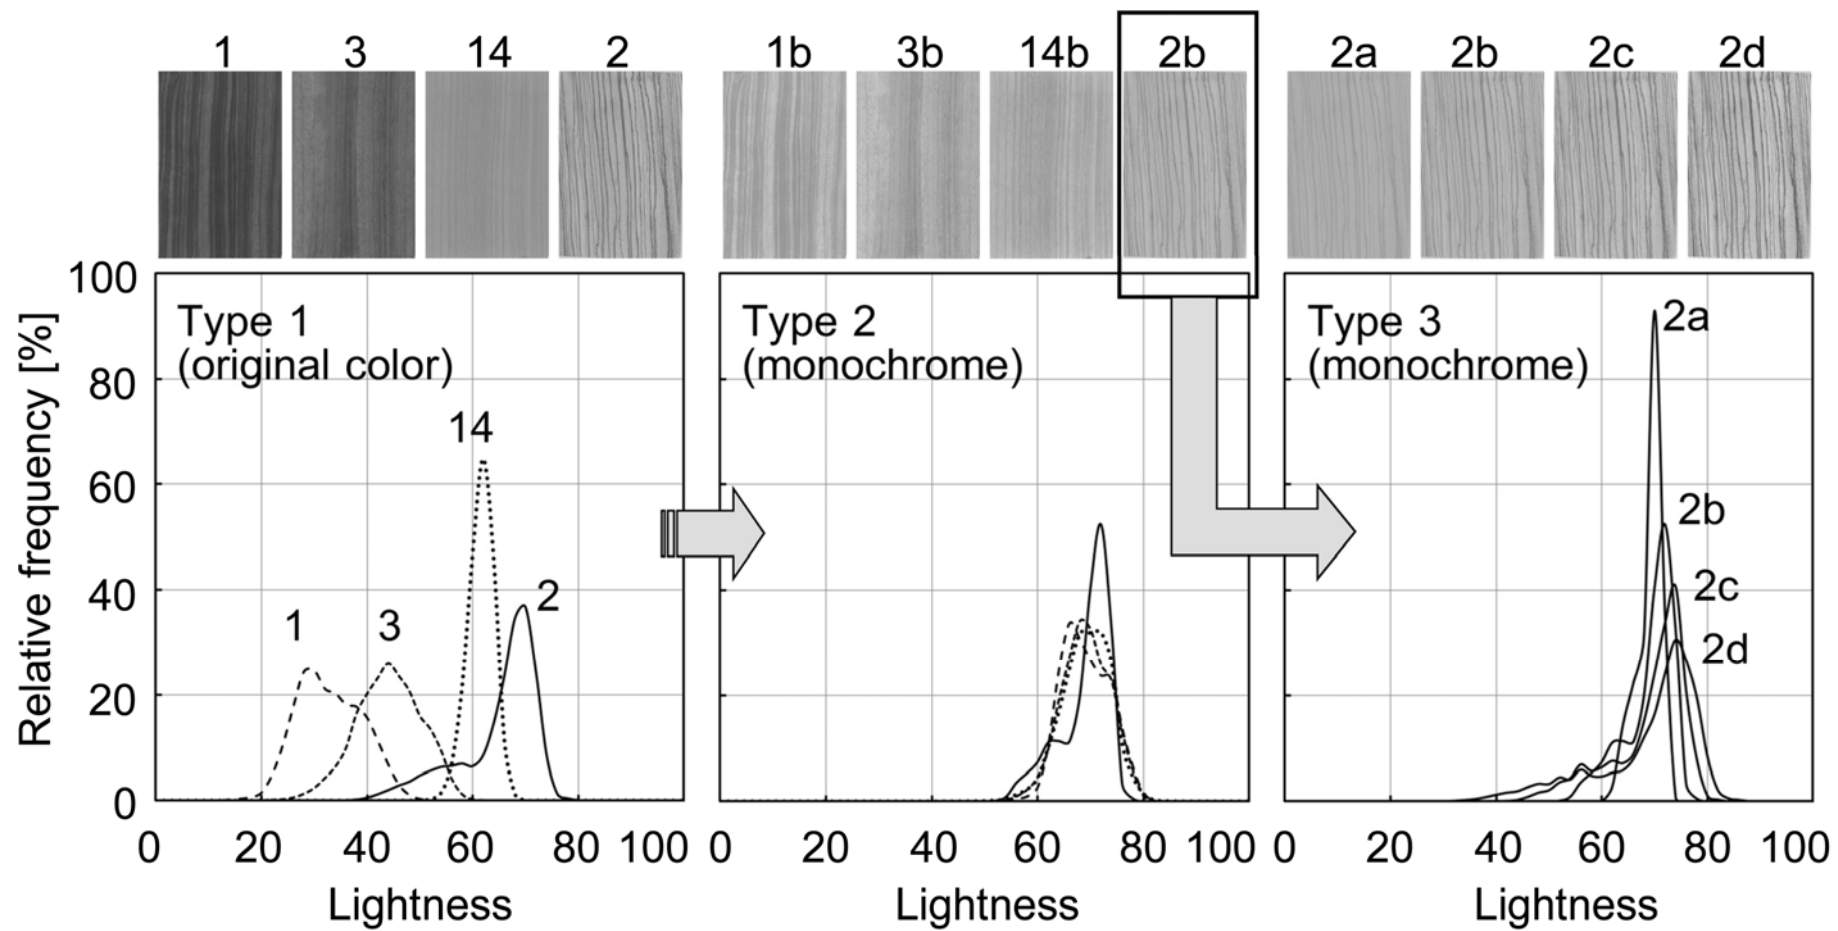 1 3 14 2 1b 3b 14b 2b 2a 2b 2c 2d
Relative frequency [%]
100
80
60
40
20
0
Type 1
(original color)
14
2
1 3
0 20 40 60 80 100
Lightness
Type 2
(monochrome)
0 20 40 60 80 100
Lightness
Type 3
(monochrome)
2a
2b
2c
2d
0 20 40 60 80 100
Lightness